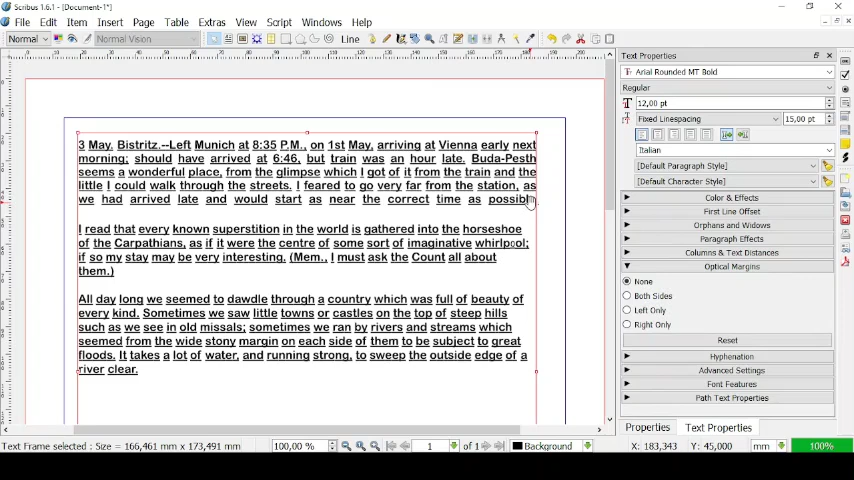 Scribus 1.6.1 - [Document-1*]
File Edit Item Insert Page Table Extras View Script Windows Help
Normal Normal Vision Line
Text Properties
Arial Rounded MT Bold
Regular
12,00 pt
Fixed Linespacing 15,00 pt
Italian
[Default Paragraph Style]
[Default Character Style]
Color & Effects
First Line Offset
Orphans and Widows
Paragraph Effects
Columns & Text Distances
Optical Margins
None
Both Sides
Left Only
Right Only
Reset
Hyphenation
Advanced Settings
Font Features
Path Text Properties
Properties Text Properties
3 May. Bistritz.--Left Munich at 8:35 P.M., on 1st May, arriving at Vienna early next
morning; should have arrived at 6:46, but train was an hour late. Buda-Pesth
seems a wonderful place, from the glimpse which I got of it from the train and the
little I could walk through the streets. I feared to go very far from the station, as
we had arrived late and would start as near the correct time as
I read that every known superstition in the world is gathered into the horseshoe
of the Carpathians, as if it were the centre of some sort of imaginative whirlpool;
if so my stay may be very interesting. (Mem., I must ask the Count all about
them.)
All day long we seemed to dawdle through a country which was full of beauty of
every kind. Sometimes we saw little towns or castles on the top of steep hills
such as we see in old missals; sometimes we ran by rivers and streams which
seemed from the wide stony margin on each side of them to be subject to great
floods. It takes a lot of water, and running strong, to sweep the outside edge of a
river clear.
Text Frame selected : Size = 166,461 mm x 173,491 mm 100,00 % 1 of 1 Background X: 183,343 Y: 45,000 mm 100%